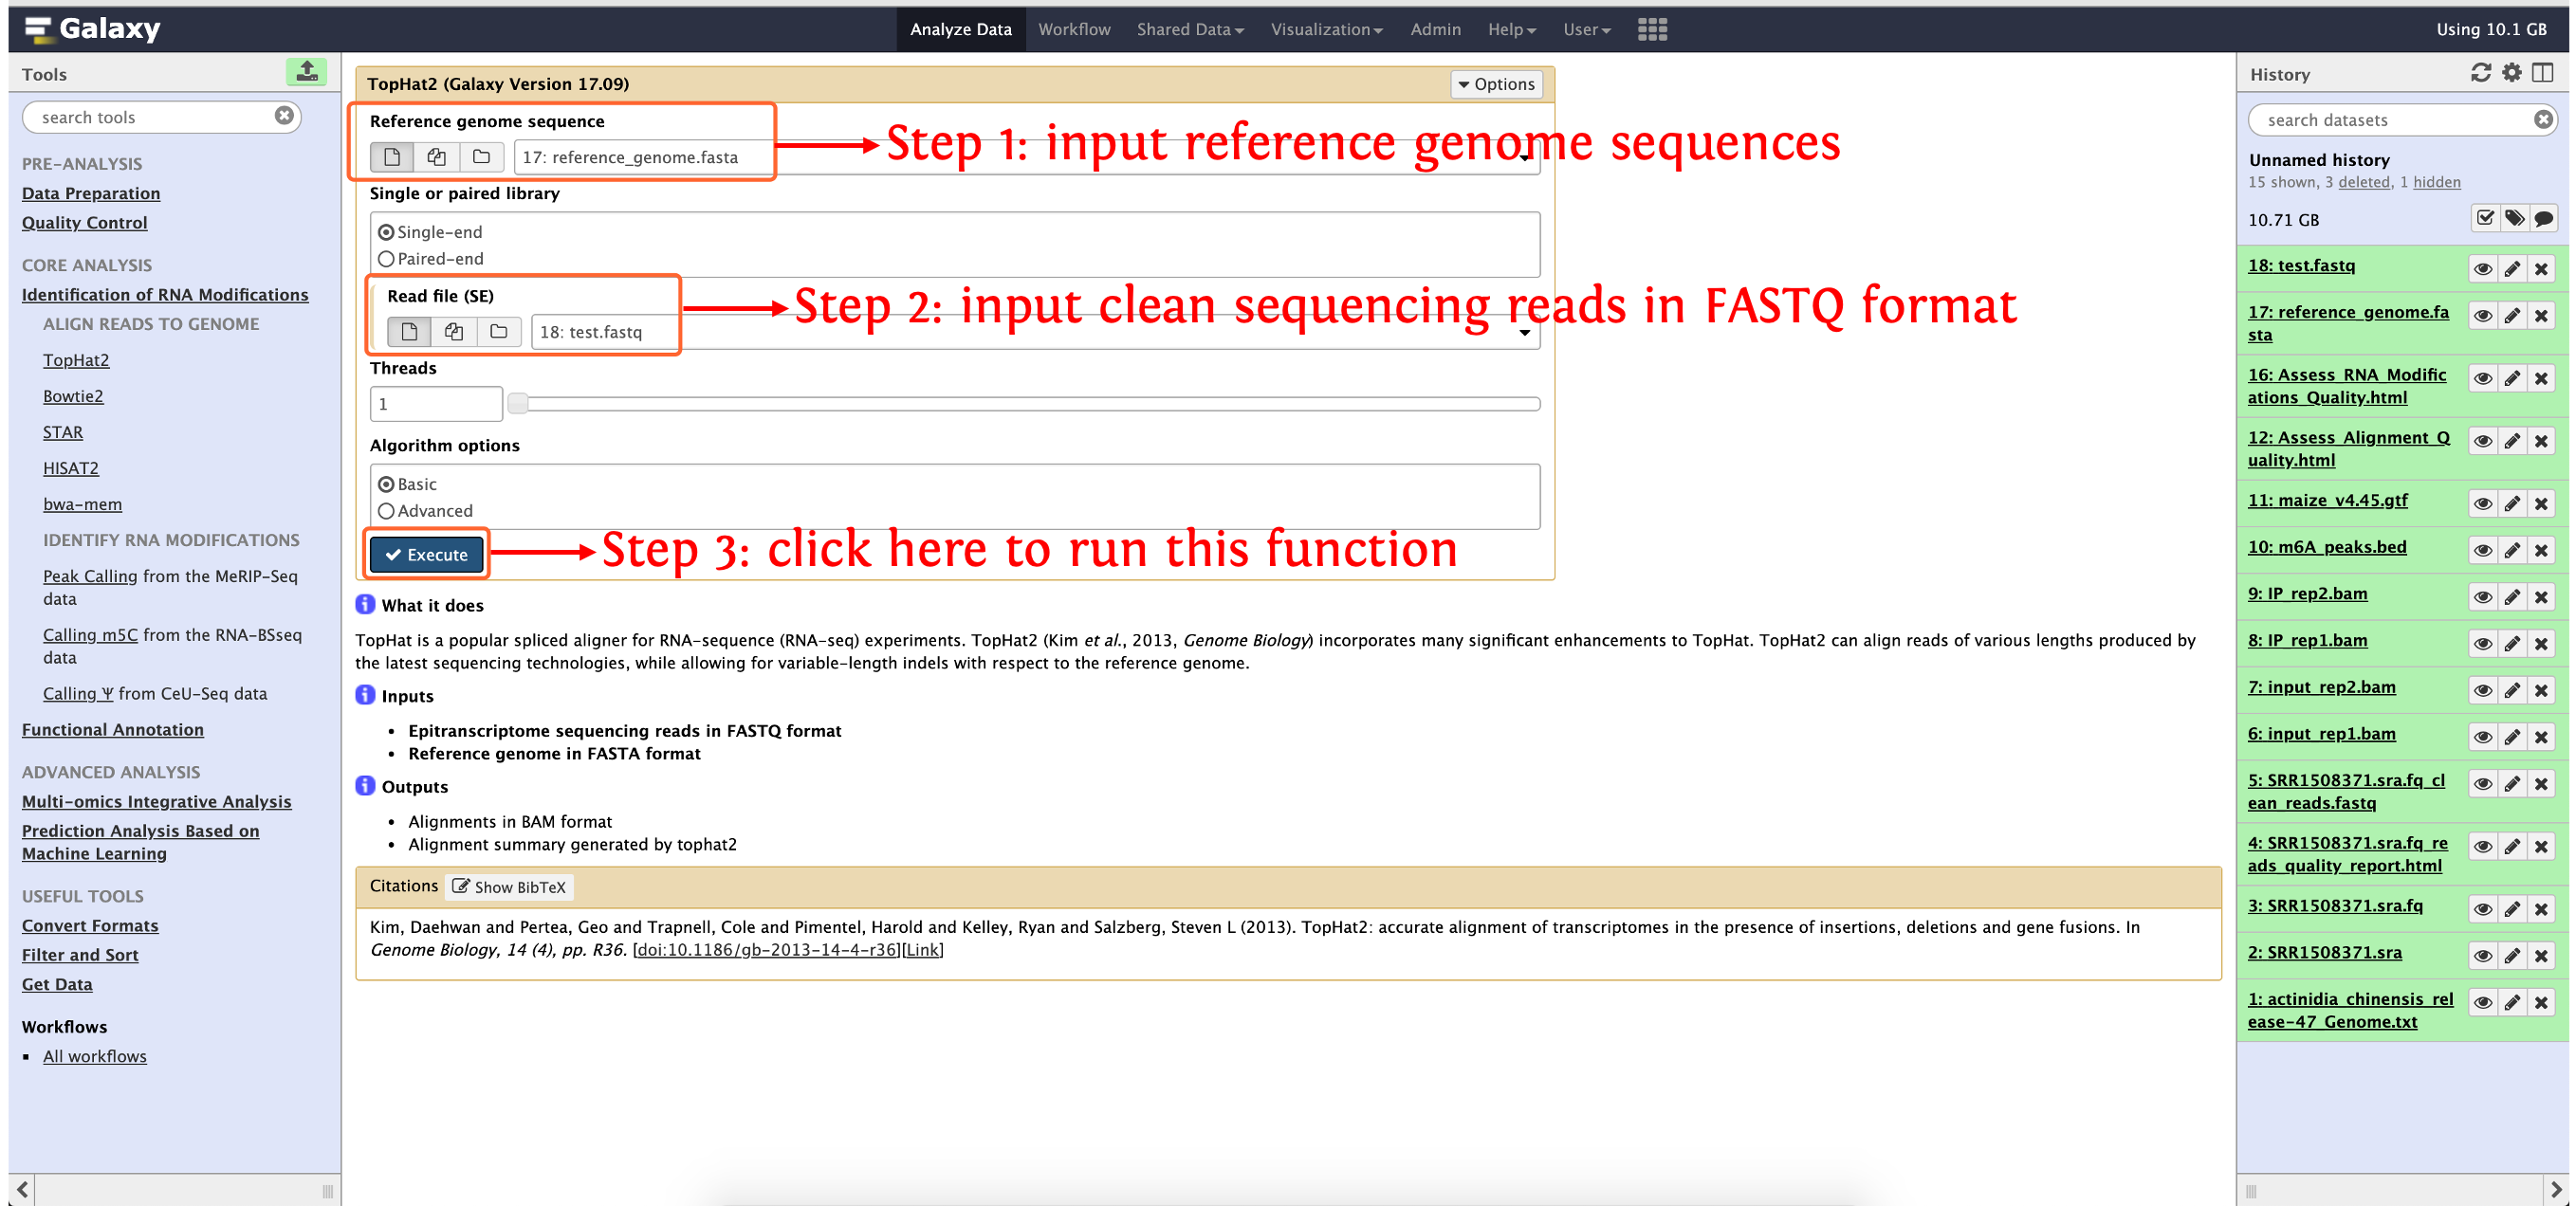 Galaxy
Analyze Data
Workflow
Shared Data
Visualization
Admin
Help
User
Using 10.1 GB
Tools
search tools
PRE-ANALYSIS
Data Preparation
Quality Control
CORE ANALYSIS
Identification of RNA Modifications
ALIGN READS TO GENOME
TopHat2
Bowtie2
STAR
HISAT2
bwa-mem
IDENTIFY RNA MODIFICATIONS
Peak Calling from the MeRIP-Seq
data
Calling m5C from the RNA-BSseq
data
Calling Ψ from CeU-Seq data
Functional Annotation
ADVANCED ANALYSIS
Multi-omics Integrative Analysis
Prediction Analysis Based on
Machine Learning
USEFUL TOOLS
Convert Formats
Filter and Sort
Get Data
Workflows
All workflows
TopHat2 (Galaxy Version 17.09)
Options
Reference genome sequence
17: reference_genome.fasta
Step 1: input reference genome sequences
Single or paired library
Single-end
Paired-end
Read file (SE)
18: test.fastq
Step 2: input clean sequencing reads in FASTQ format
Threads
1
Algorithm options
Basic
Advanced
Execute
Step 3: click here to run this function
What it does
TopHat is a popular spliced aligner for RNA-sequence (RNA-seq) experiments. TopHat2 (Kim et al., 2013, Genome Biology) incorporates many significant enhancements to TopHat. TopHat2 can align reads of various lengths produced by
the latest sequencing technologies, while allowing for variable-length indels with respect to the reference genome.
Inputs
• Epitranscriptome sequencing reads in FASTQ format
• Reference genome in FASTA format
Outputs
• Alignments in BAM format
• Alignment summary generated by tophat2
Citations
Show BibTeX
Kim, Daehwan and Pertea, Geo and Trapnell, Cole and Pimentel, Harold and Kelley, Ryan and Salzberg, Steven L (2013). TopHat2: accurate alignment of transcriptomes in the presence of insertions, deletions and gene fusions. In
Genome Biology, 14 (4), pp. R36. [doi:10.1186/gb-2013-14-4-r36][Link]
History
search datasets
Unnamed history
15 shown, 3 deleted, 1 hidden
10.71 GB
18: test.fastq
17: reference_genome.fa
sta
16: Assess_RNA_Modific
ations_Quality.html
12: Assess_Alignment_Q
uality.html
11: maize_v4.45.gtf
10: m6A_peaks.bed
9: IP_rep2.bam
8: IP_rep1.bam
7: input_rep2.bam
6: input_rep1.bam
5: SRR1508371.sra.fq_cl
ean_reads.fastq
4: SRR1508371.sra.fq_re
ads_quality_report.html
3: SRR1508371.sra.fq
2: SRR1508371.sra
1: actinidia_chinensis_rel
ease-47_Genome.txt